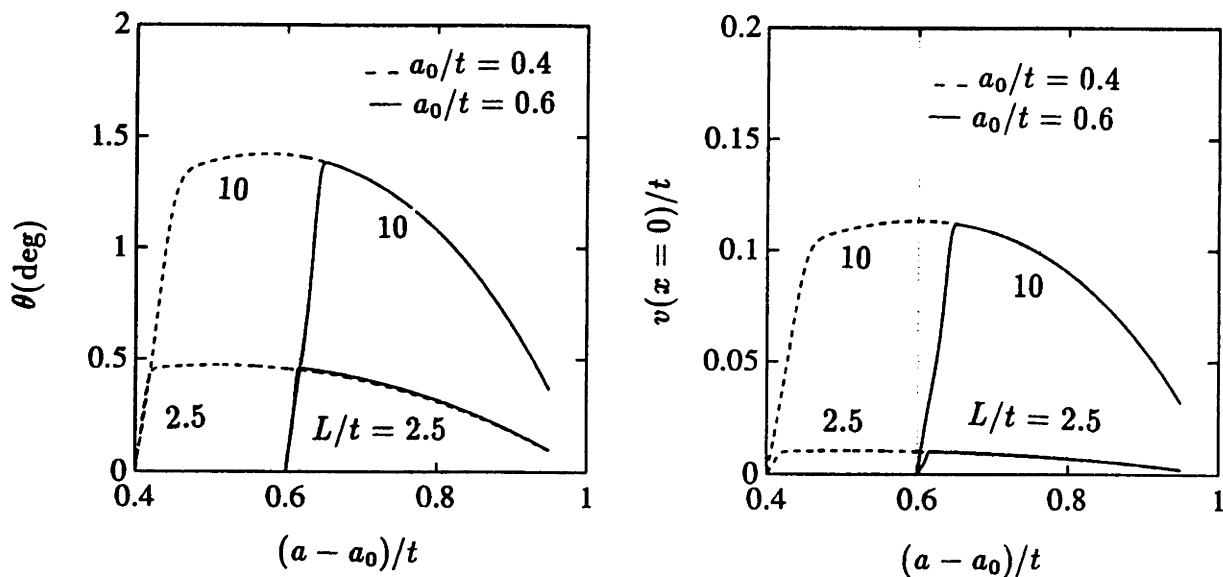 2
1.5
1
0.5
0
θ(deg)
-- a₀/t = 0.4
— a₀/t = 0.6
10
10
2.5
L/t = 2.5
0.4
0.6
0.8
1
(a − a₀)/t
0.2
0.15
0.1
0.05
0
v(x = 0)/t
-- a₀/t = 0.4
— a₀/t = 0.6
10
10
2.5
L/t = 2.5
0.4
0.6
0.8
1
(a − a₀)/t